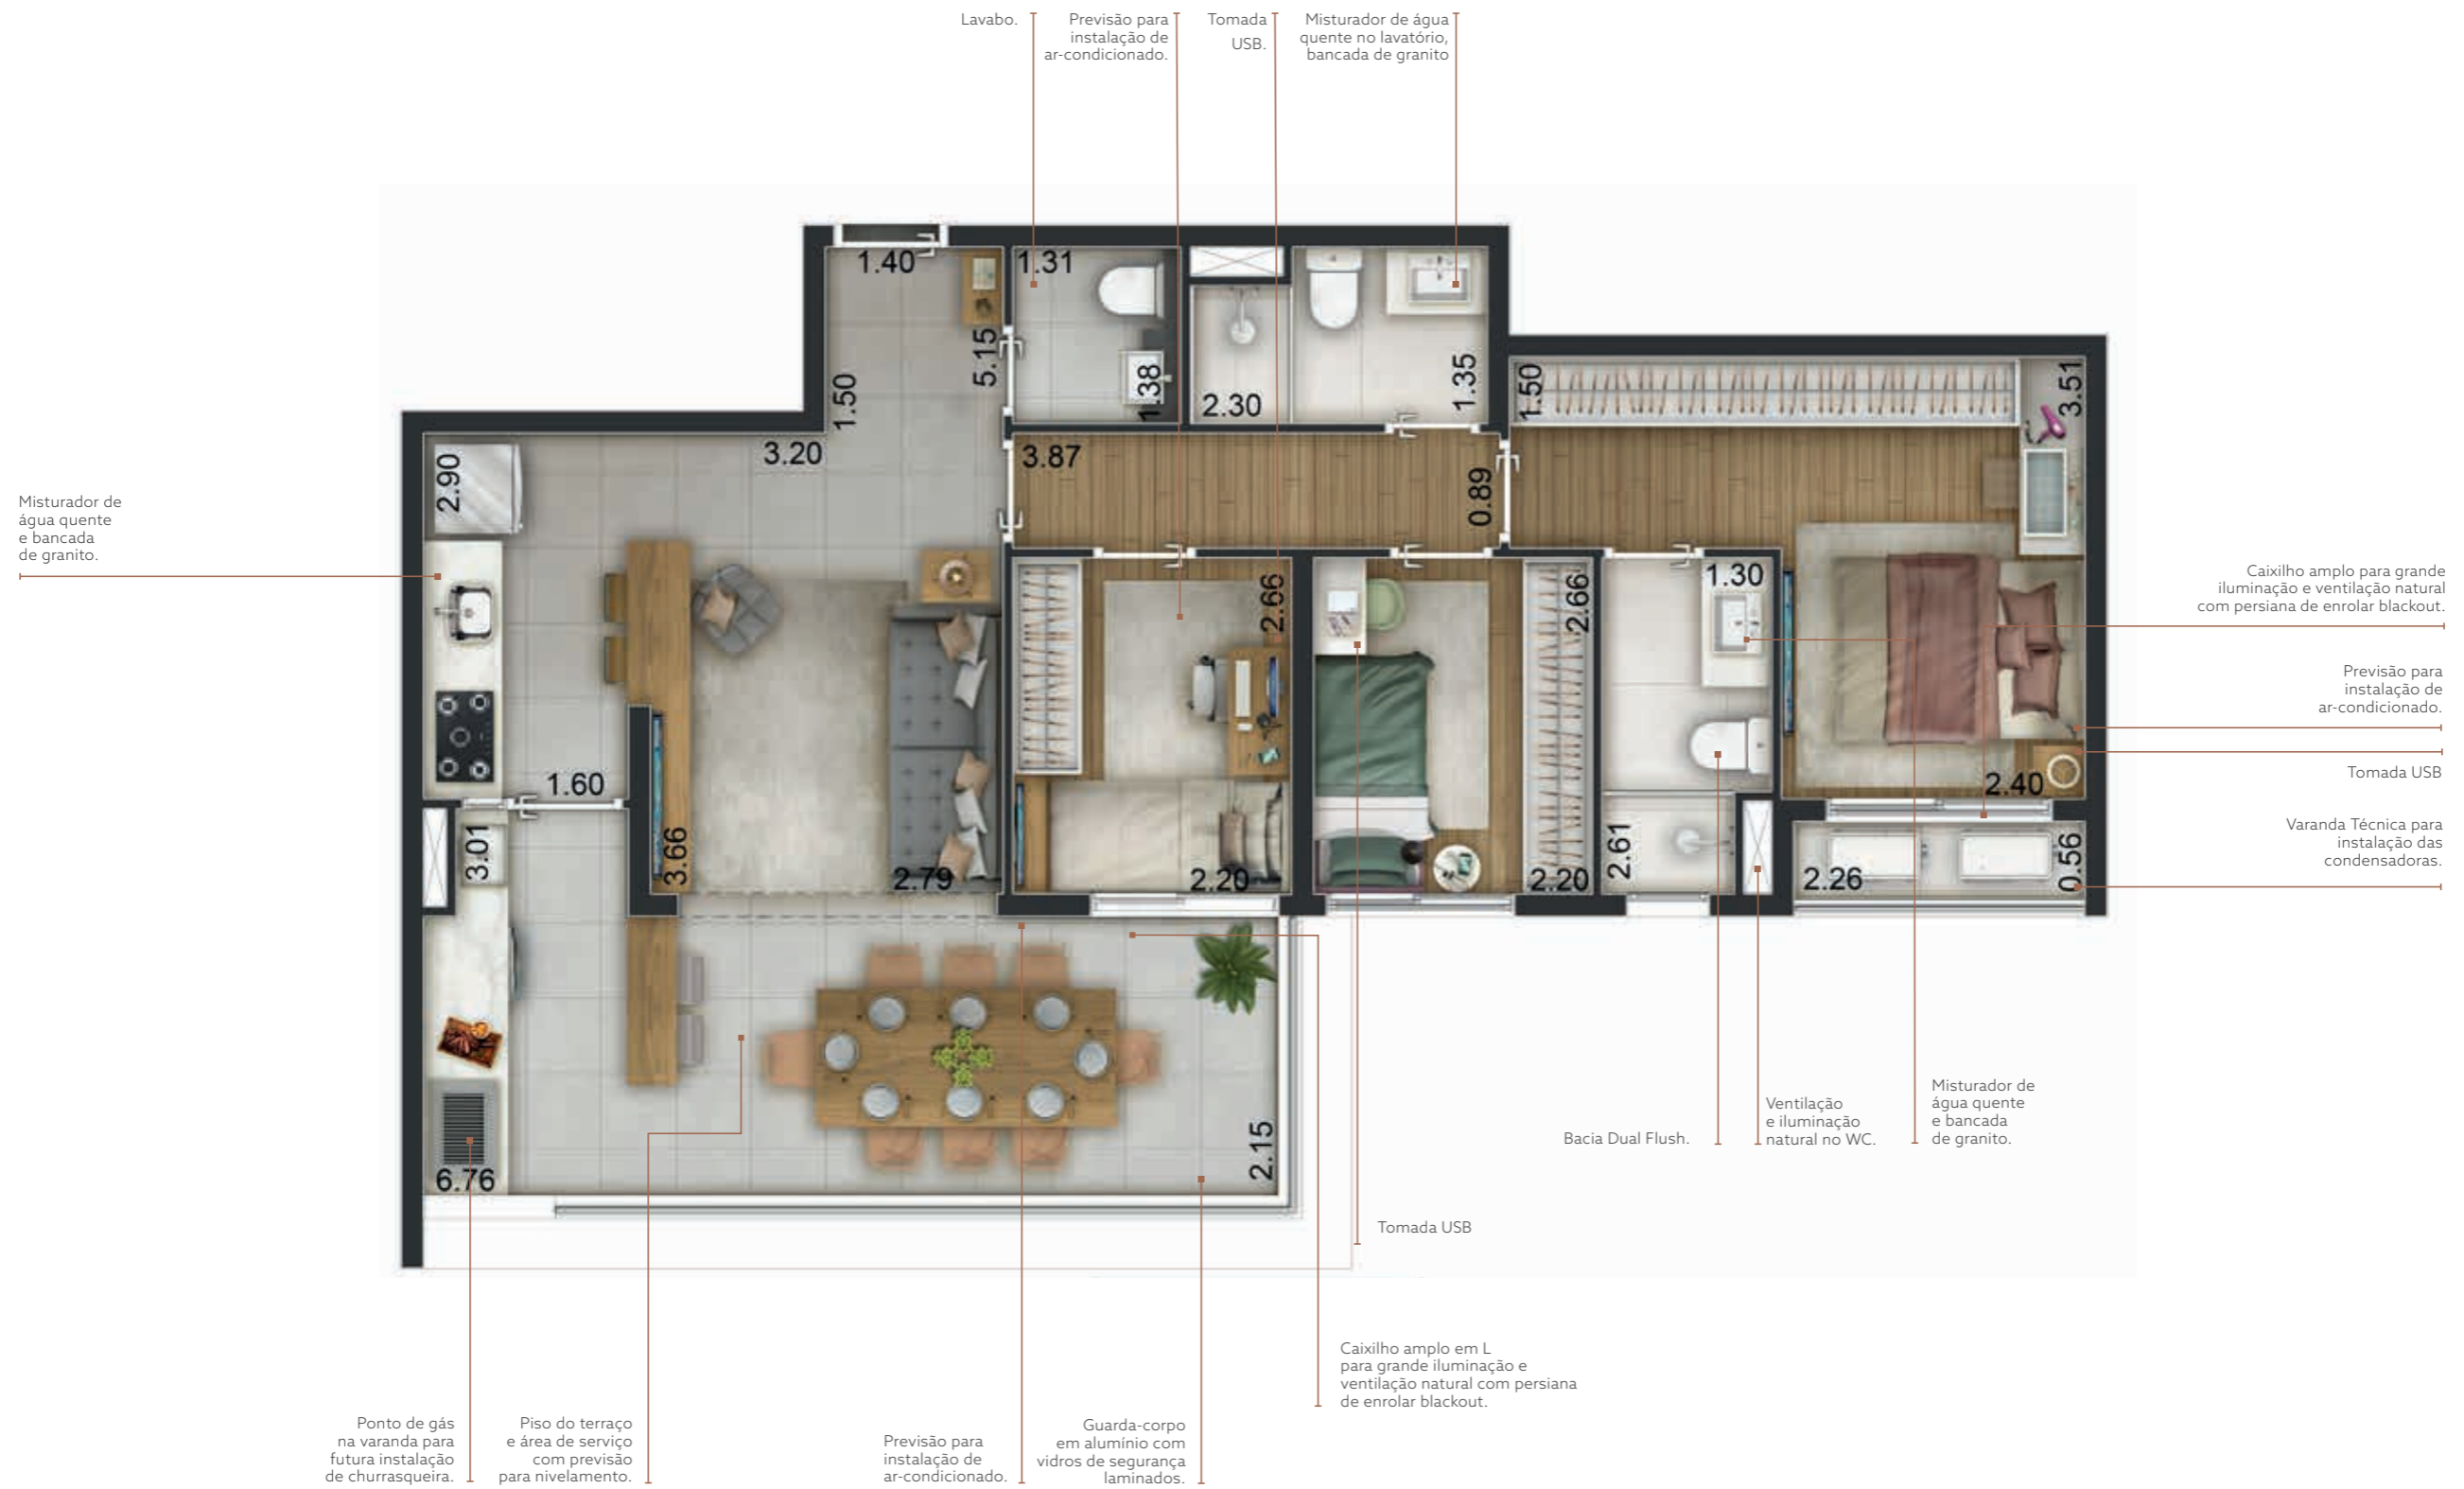 Lavabo.
Previsão para
instalação de
ar-condicionado.
Tomada
USB.
Misturador de água
quente no lavatório,
bancada de granito
1.40
1.31
5.15
1.50
1.38
2.30
1.35
1.50
3.51
3.20
2.90
3.87
0.89
Misturador de
água quente
e bancada
de granito.
2.66
2.66
1.30
Caixilho amplo para grande
iluminação e ventilação natural
com persiana de enrolar blackout.
Previsão para
instalação de
ar-condicionado.
Tomada USB
Varanda Técnica para
instalação das
condensadoras.
1.60
3.01
3.66
2.79
2.20
2.20
2.61
2.40
2.26
0.56
2.15
6.76
Bacia Dual Flush.
Ventilação
e iluminação
natural no WC.
Misturador de
água quente
e bancada
de granito.
Tomada USB
Caixilho amplo em L
para grande iluminação e
ventilação natural com persiana
de enrolar blackout.
Ponto de gás
na varanda para
futura instalação
de churrasqueira.
Piso do terraço
e área de serviço
com previsão
para nivelamento.
Previsão para
instalação de
ar-condicionado.
Guarda-corpo
em alumínio com
vidros de segurança
laminados.